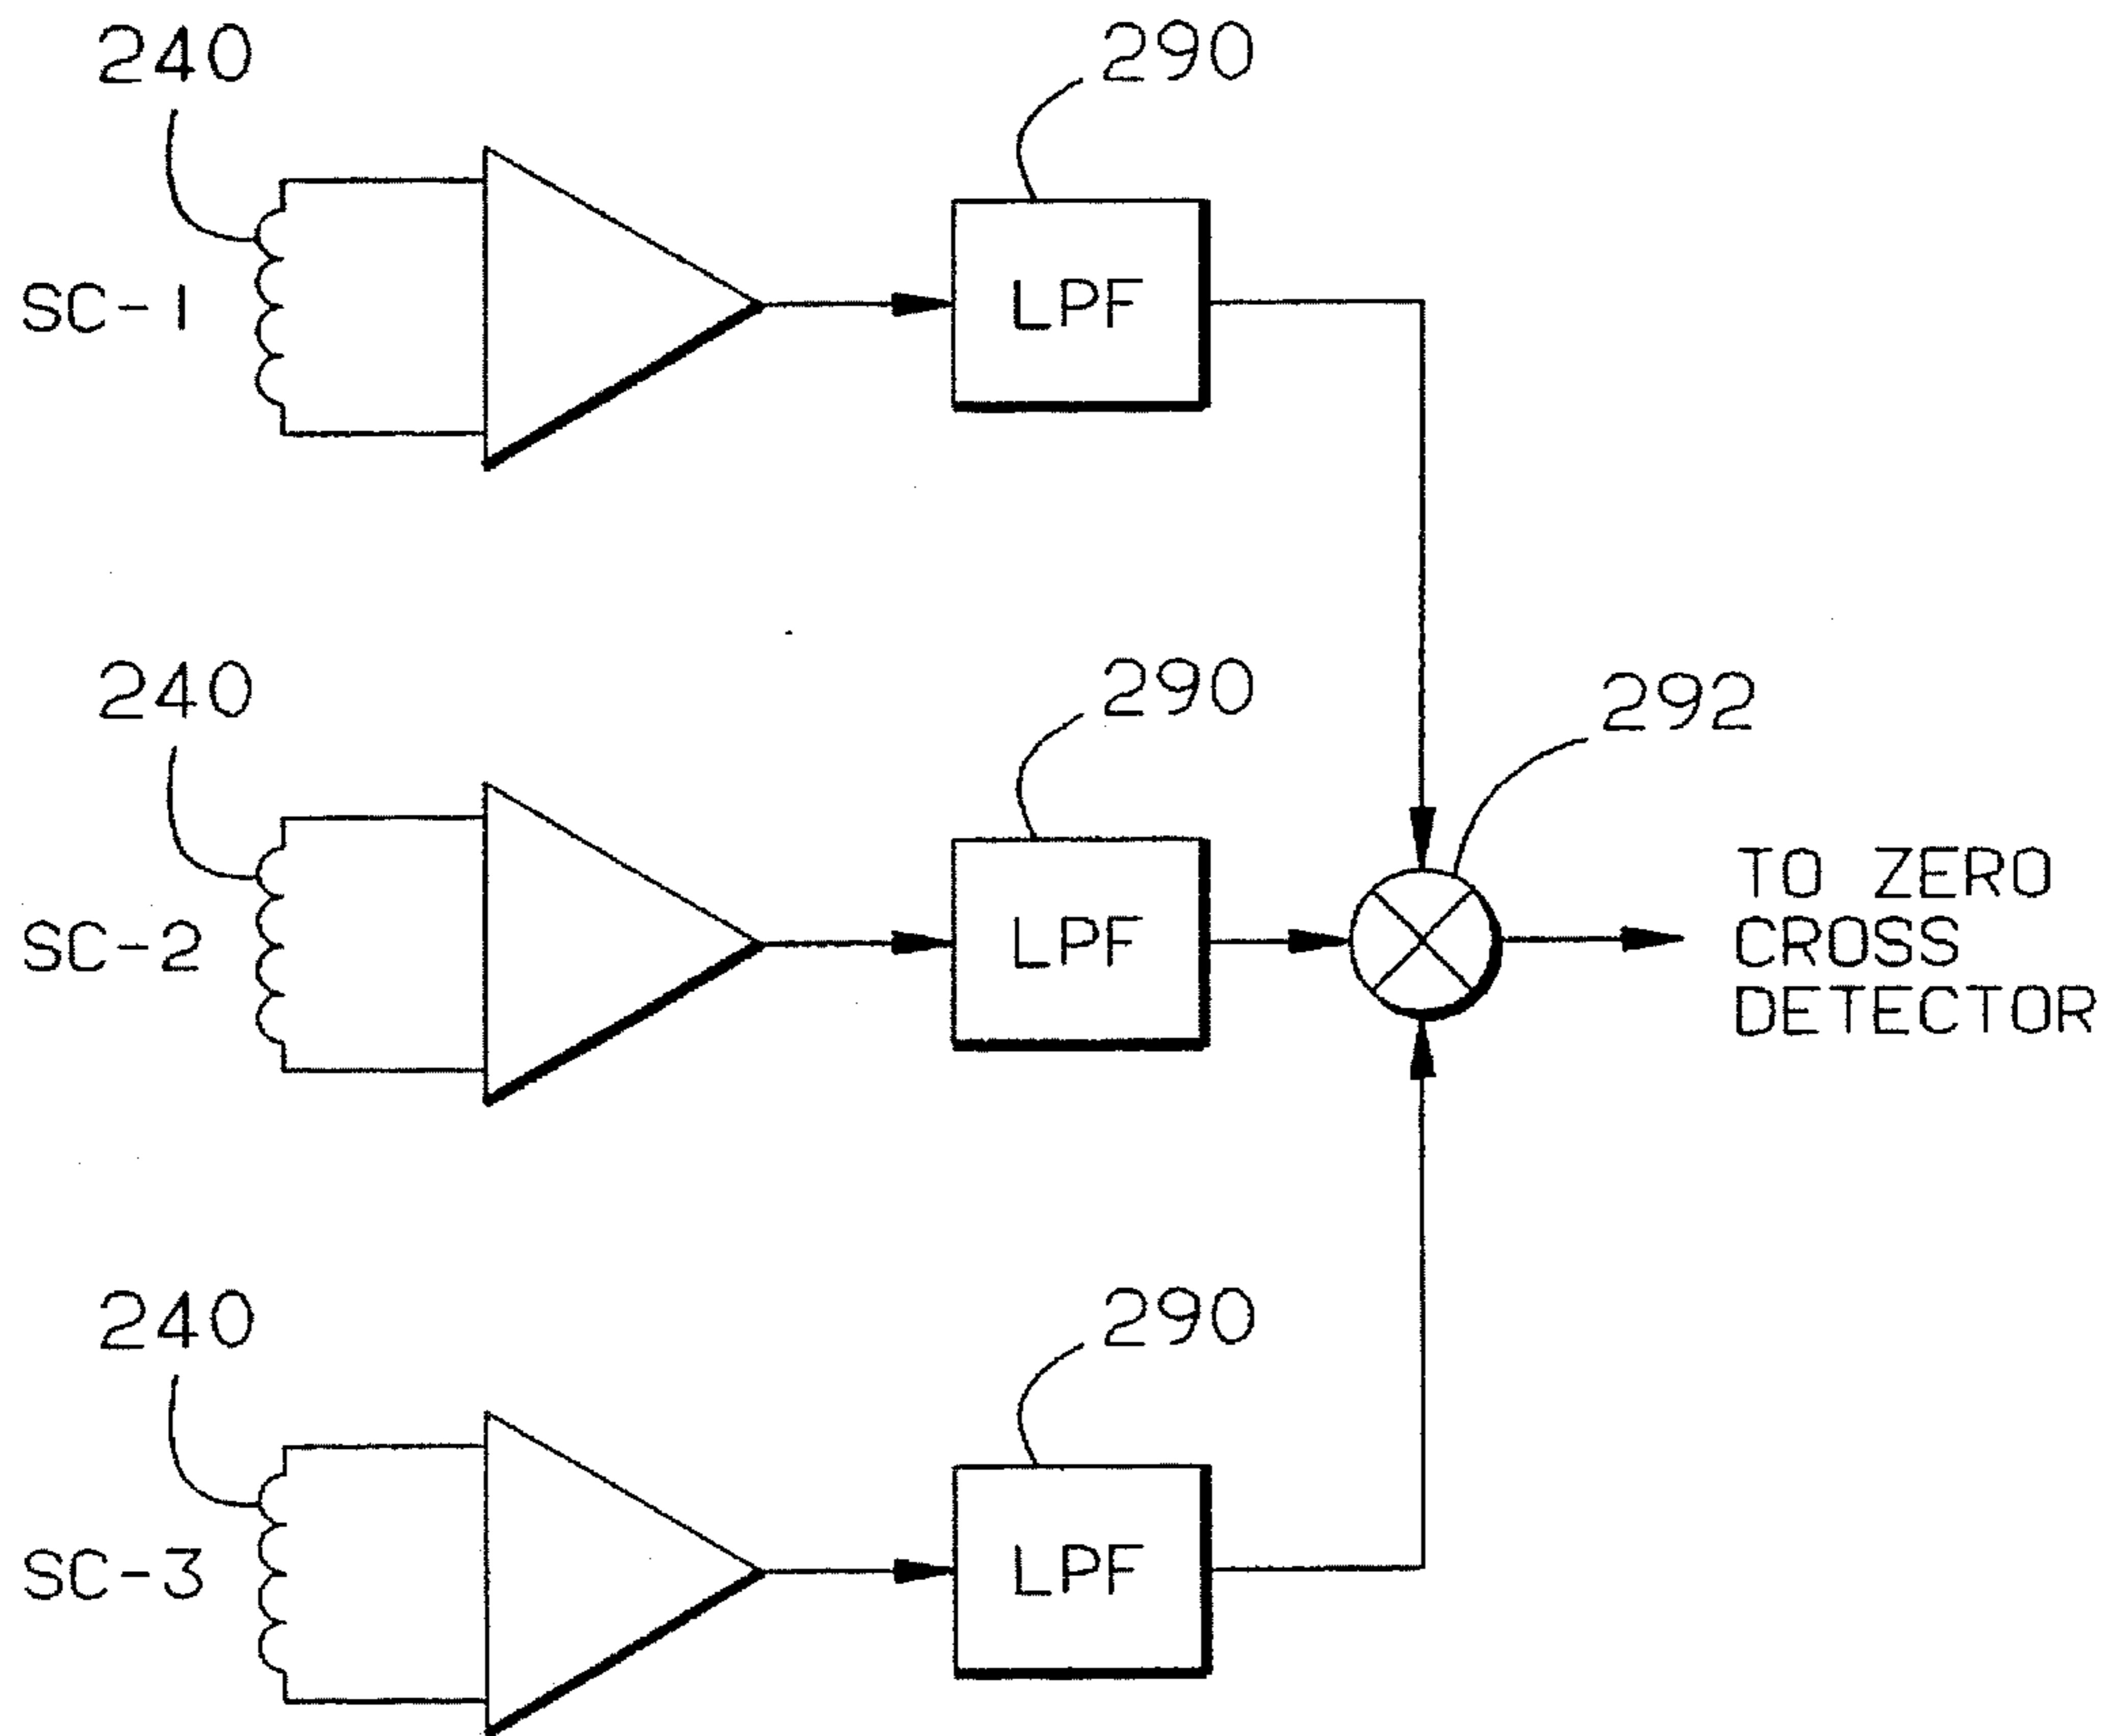 240
290
SC-1
LPF
240
290
292
SC-2
LPF
TO ZERO
CROSS
DETECTOR
240
290
SC-3
LPF